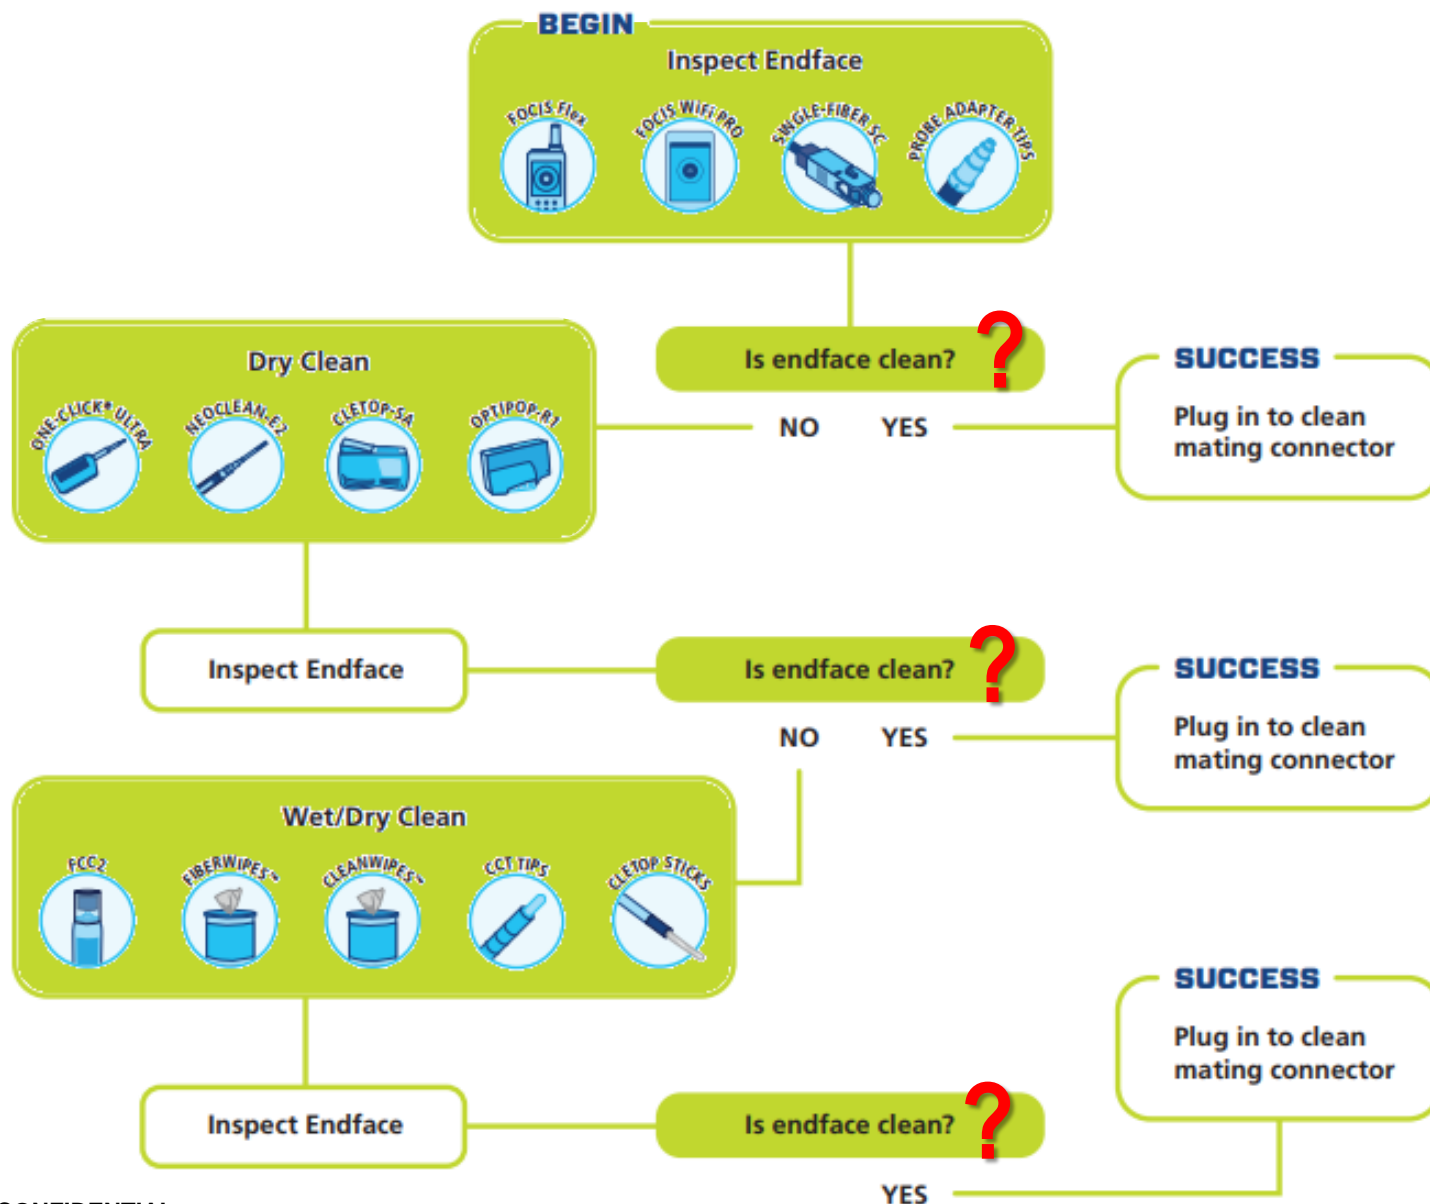 BEGIN
Inspect Endface
FOCIS Flex
FOCIS WiFi PRO
SINGLE-FIBER SC
PROBE ADAPTER TIPS
Is endface clean?
?
NO YES
SUCCESS
Plug in to clean
mating connector
Dry Clean
ONE-CLICK® ULTRA
NEOCLEAN-E2
CLETOP-SA
OPTIPOP-R1
Inspect Endface
Is endface clean?
?
NO YES
SUCCESS
Plug in to clean
mating connector
Wet/Dry Clean
FCC2
FIBERWIPES™
CLEANWIPES™
CCT TIPS
CLETOP STICKS
Inspect Endface
Is endface clean?
?
YES
SUCCESS
Plug in to clean
mating connector